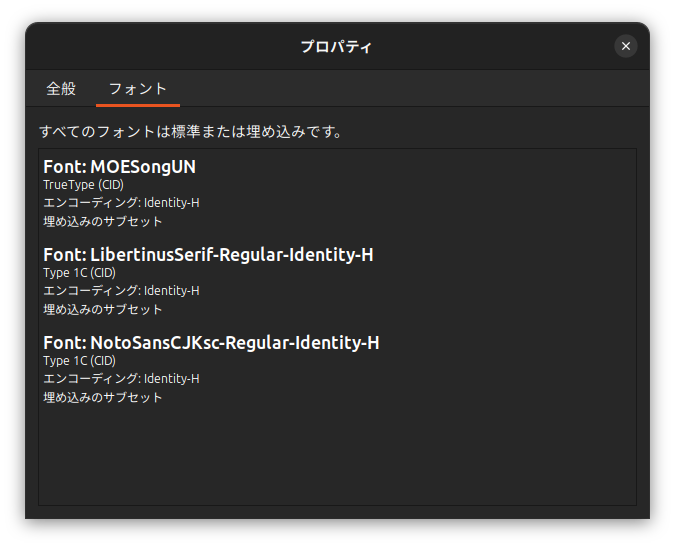 プロパティ
全般 フォント
すべてのフォントは標準または埋め込みです。
Font: MOESongUN
TrueType (CID)
エンコーディング: Identity-H
埋め込みのサブセット
Font: LibertinusSerif-Regular-Identity-H
Type 1C (CID)
エンコーディング: Identity-H
埋め込みのサブセット
Font: NotoSansCJKsc-Regular-Identity-H
Type 1C (CID)
エンコーディング: Identity-H
埋め込みのサブセット